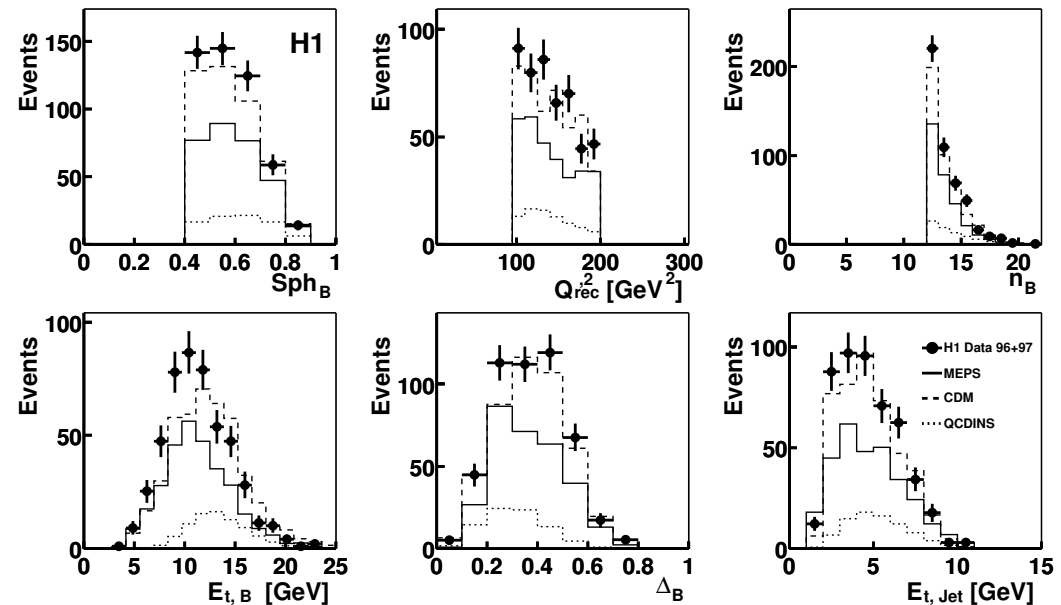 Events
150
100
50
0
H1
0 0.2 0.4 0.6 0.8 1
Sph_B
Events
100
50
0
100 200 300
Q'^2_rec [GeV^2]
Events
200
100
0
5 10 15 20
n_B
Events
100
50
0
0 5 10 15 20 25
E_t, B [GeV]
Events
100
0
0 0.2 0.4 0.6 0.8 1
Δ_B
Events
100
50
0
H1 Data 96+97
MEPS
CDM
QCDINS
0 5 10 15
E_t, Jet [GeV]